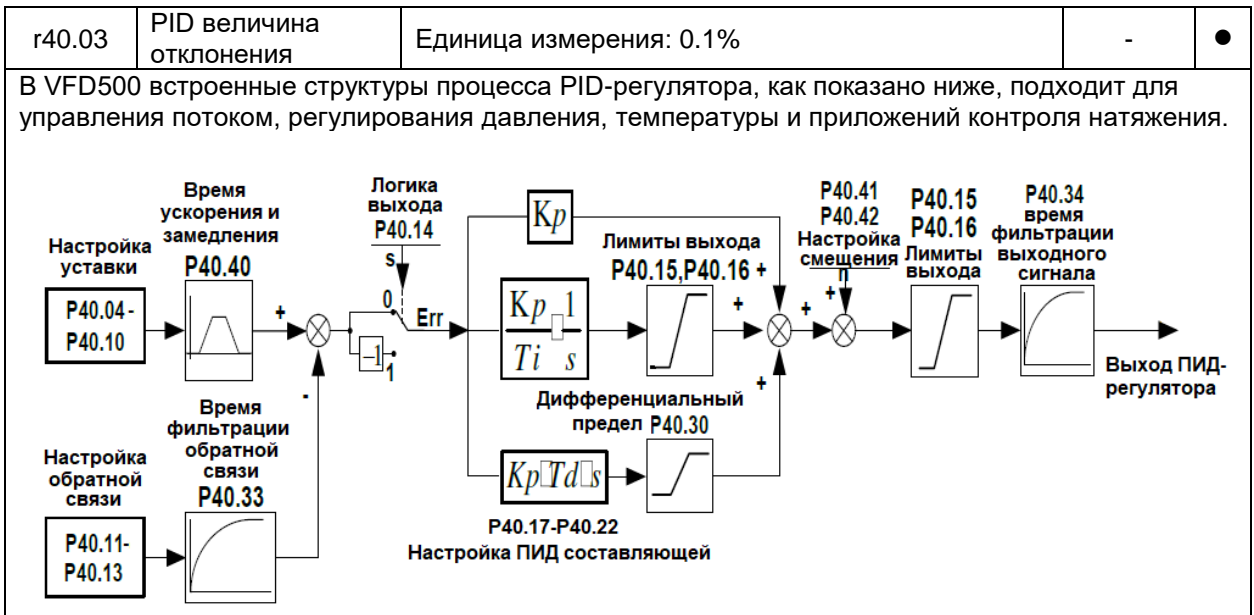 r40.03
PID величина
отклонения
Единица измерения: 0.1%
-
●
В VFD500 встроенные структуры процесса PID-регулятора, как показано ниже, подходит для
управления потоком, регулирования давления, температуры и приложений контроля натяжения.
Настройка
уставки
P40.04 -
P40.10
Время
ускорения и
замедления
P40.40
+
-
Настройка
обратной
связи
P40.11-
P40.13
Время
фильтрации
обратной
связи
P40.33
Логика
выхода
P40.14
s
0
-1
1
Err
Kp
Kp□1
Ti s
Лимиты выхода
P40.15,P40.16 +
+
Дифференциальный
предел P40.30
Kp□Td□s
+
P40.17-P40.22
Настройка ПИД составляющей
+
P40.41
P40.42
Настройка
смещения
n
+
P40.15
P40.16
Лимиты
выхода
P40.34
время
фильтрации
выходного
сигнала
Выход ПИД-
регулятора